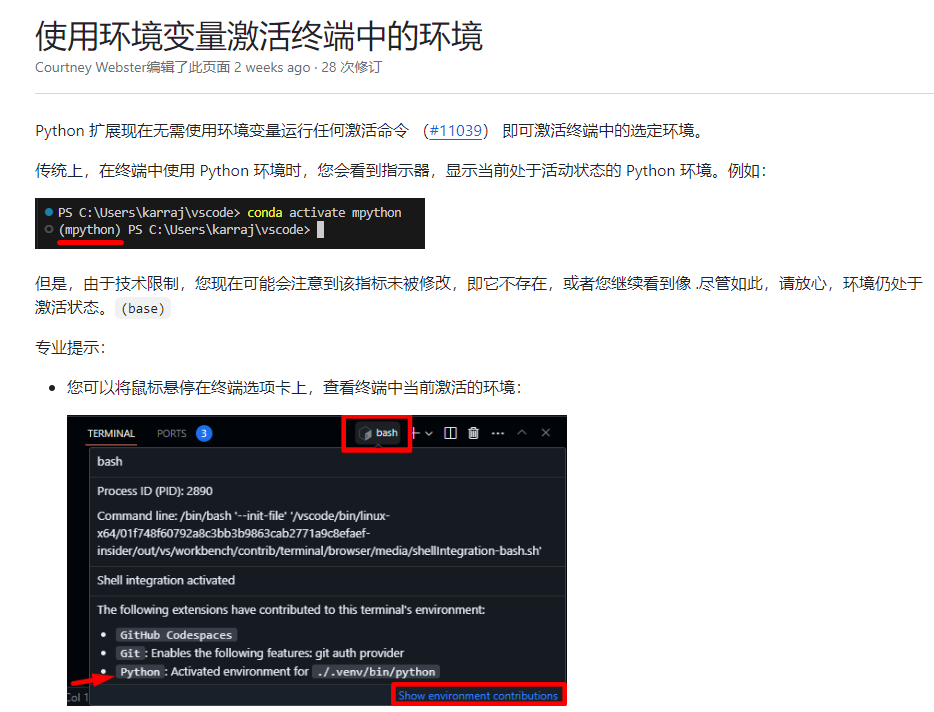 使用环境变量激活终端中的环境
Courtney Webster编辑了此页面 2 weeks ago · 28 次修订
Python 扩展现在无需使用环境变量运行任何激活命令 （#11039） 即可激活终端中的选定环境。
传统上，在终端中使用 Python 环境时，您会看到指示器，显示当前处于活动状态的 Python 环境。例如：
PS C:\Users\karraj\vscode> conda activate mpython
(mpython) PS C:\Users\karraj\vscode>
但是，由于技术限制，您现在可能会注意到该指标未被修改，即它不存在，或者您继续看到像 .尽管如此，请放心，环境仍处于
激活状态。 (base)
专业提示：
• 您可以将鼠标悬停在终端选项卡上，查看终端中当前激活的环境：
TERMINAL PORTS 3 bash
bash
Process ID (PID): 2890
Command line: /bin/bash '--init-file' '/vscode/bin/linux-
x64/01f748f60792a8c3bb3b9863cab2771a9c8efaef-
insider/out/vs/workbench/contrib/terminal/browser/media/shellIntegration-bash.sh'
Shell integration activated
The following extensions have contributed to this terminal's environment:
• GitHub Codespaces
• Git: Enables the following features: git auth provider
• Python: Activated environment for ./.venv/bin/python
Col 1 Show environment contributions